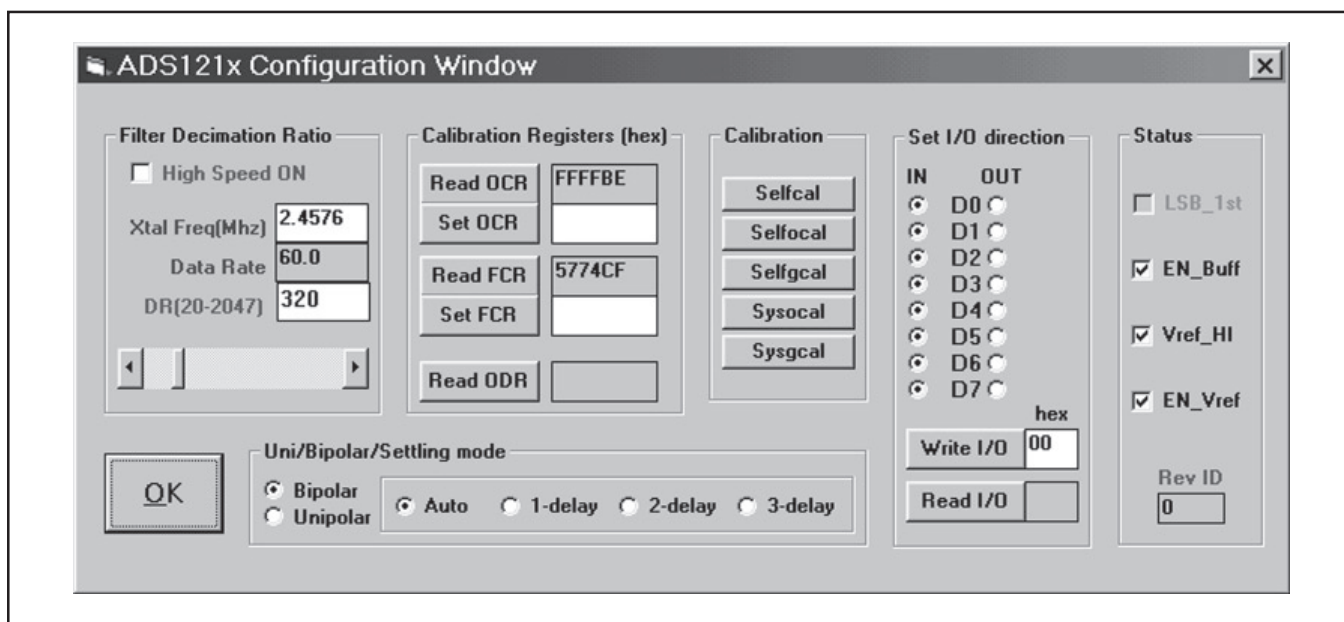 ADS121x Configuration Window
Filter Decimation Ratio
High Speed ON
Xtal Freq(Mhz) 2.4576
Data Rate 60.0
DR(20-2047) 320
Calibration Registers (hex)
Read OCR FFFFBE
Set OCR
Read FCR 5774CF
Set FCR
Read ODR
Calibration
Selfcal
Selfocal
Selfgcal
Sysocal
Sysgcal
Set I/O direction
IN OUT
D0
D1
D2
D3
D4
D5
D6
D7
hex
Write I/O 00
Read I/O
Status
LSB_1st
EN_Buff
Vref_HI
EN_Vref
Rev ID
0
OK
Uni/Bipolar/Settling mode
Bipolar
Unipolar
Auto 1-delay 2-delay 3-delay